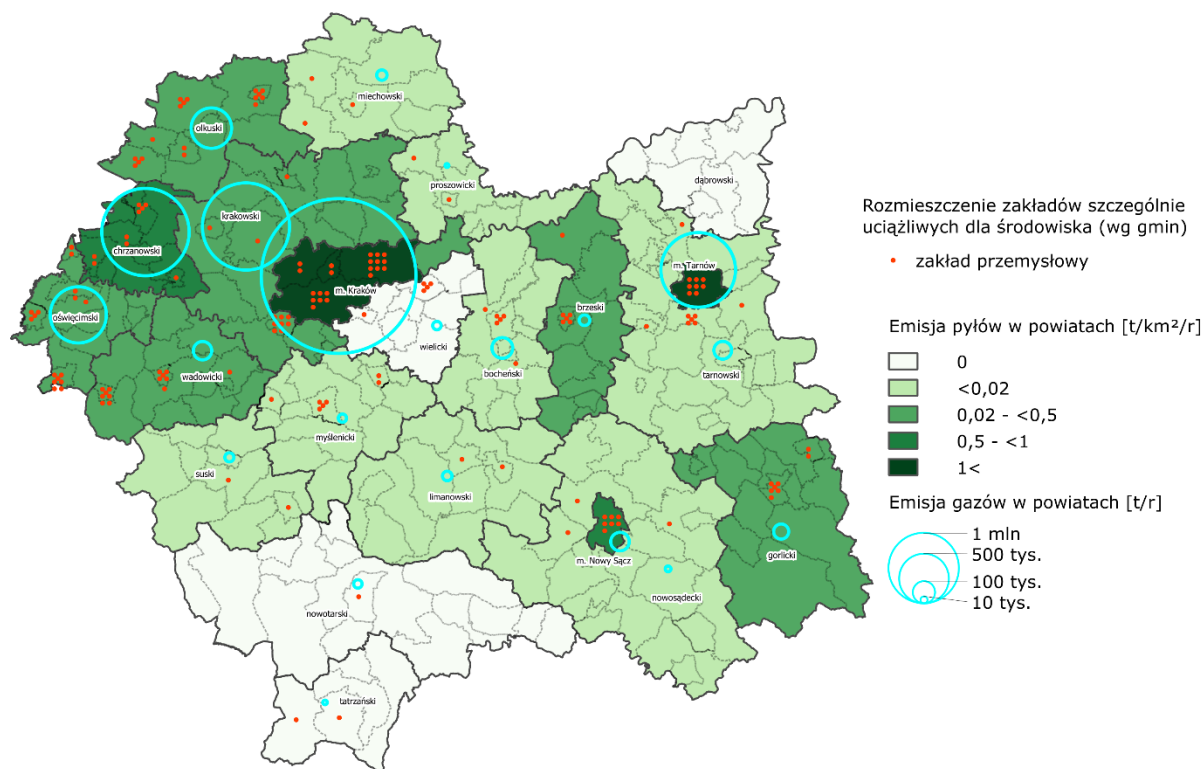 miechowski
olkuski
proszowicki
dąbrowski
krakowski
chrzanowski
m. Tarnów
m. Kraków
oświęcimski
brzeski
wielicki
bocheński
tarnowski
wadowicki
myślenicki
suski
limanowski
gorlicki
m. Nowy Sącz
nowosądecki
nowotarski
tatrzański
Rozmieszczenie zakładów szczególnie
uciążliwych dla środowiska (wg gmin)
zakład przemysłowy
Emisja pyłów w powiatach [t/km²/r]
0
<0,02
0,02 - <0,5
0,5 - <1
1<
Emisja gazów w powiatach [t/r]
1 mln
500 tys.
100 tys.
10 tys.